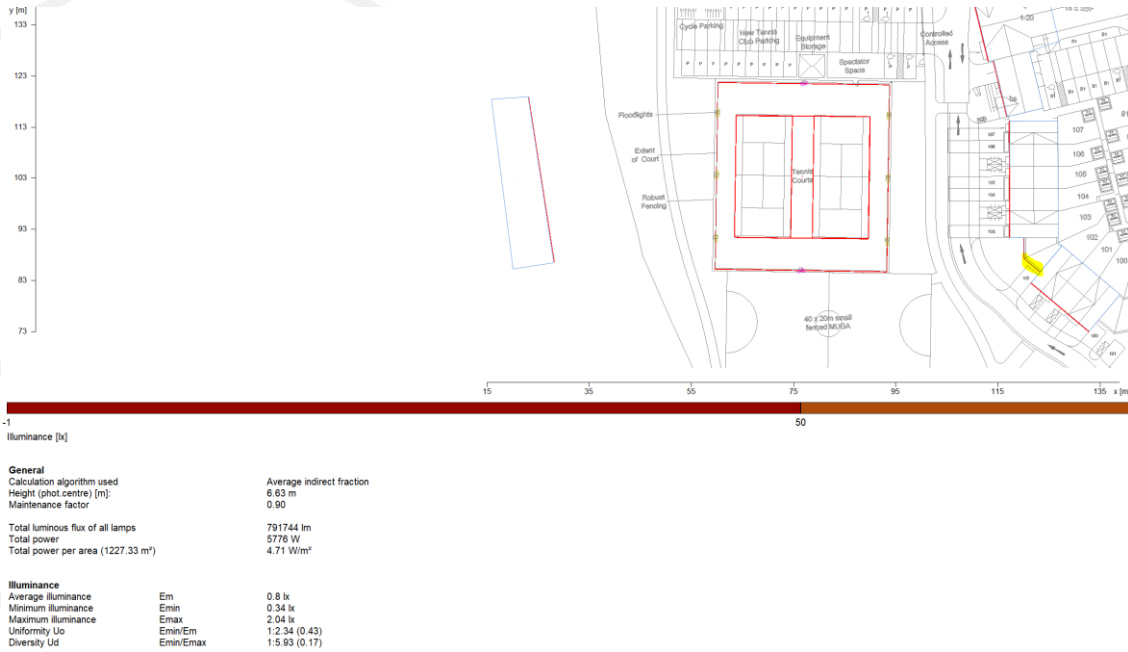 y [m]
133
123
113
103
93
83
73
Cycle Parking
New Tennis
Club Parking
Equipment
Storage
Spectator
Space
Controlled
Access
1-20
P P P P P P P P P
Floodlights
Extent
of Court
Robust
Fencing
Tennis
Courts
107
106
105
104
103
102
101
100
40 x 20m small
fenced MUGA
15 35 55 75 95 115 135 x [m]
-1 50
Illuminance [lx]
General
Calculation algorithm used Average indirect fraction
Height (phot.centre) [m]: 6.63 m
Maintenance factor 0.90
Total luminous flux of all lamps 791744 lm
Total power 5776 W
Total power per area (1227.33 m²) 4.71 W/m²
Illuminance
Average illuminance Em 0.8 lx
Minimum illuminance Emin 0.34 lx
Maximum illuminance Emax 2.04 lx
Uniformity Uo Emin/Em 1:2.34 (0.43)
Diversity Ud Emin/Emax 1:5.93 (0.17)